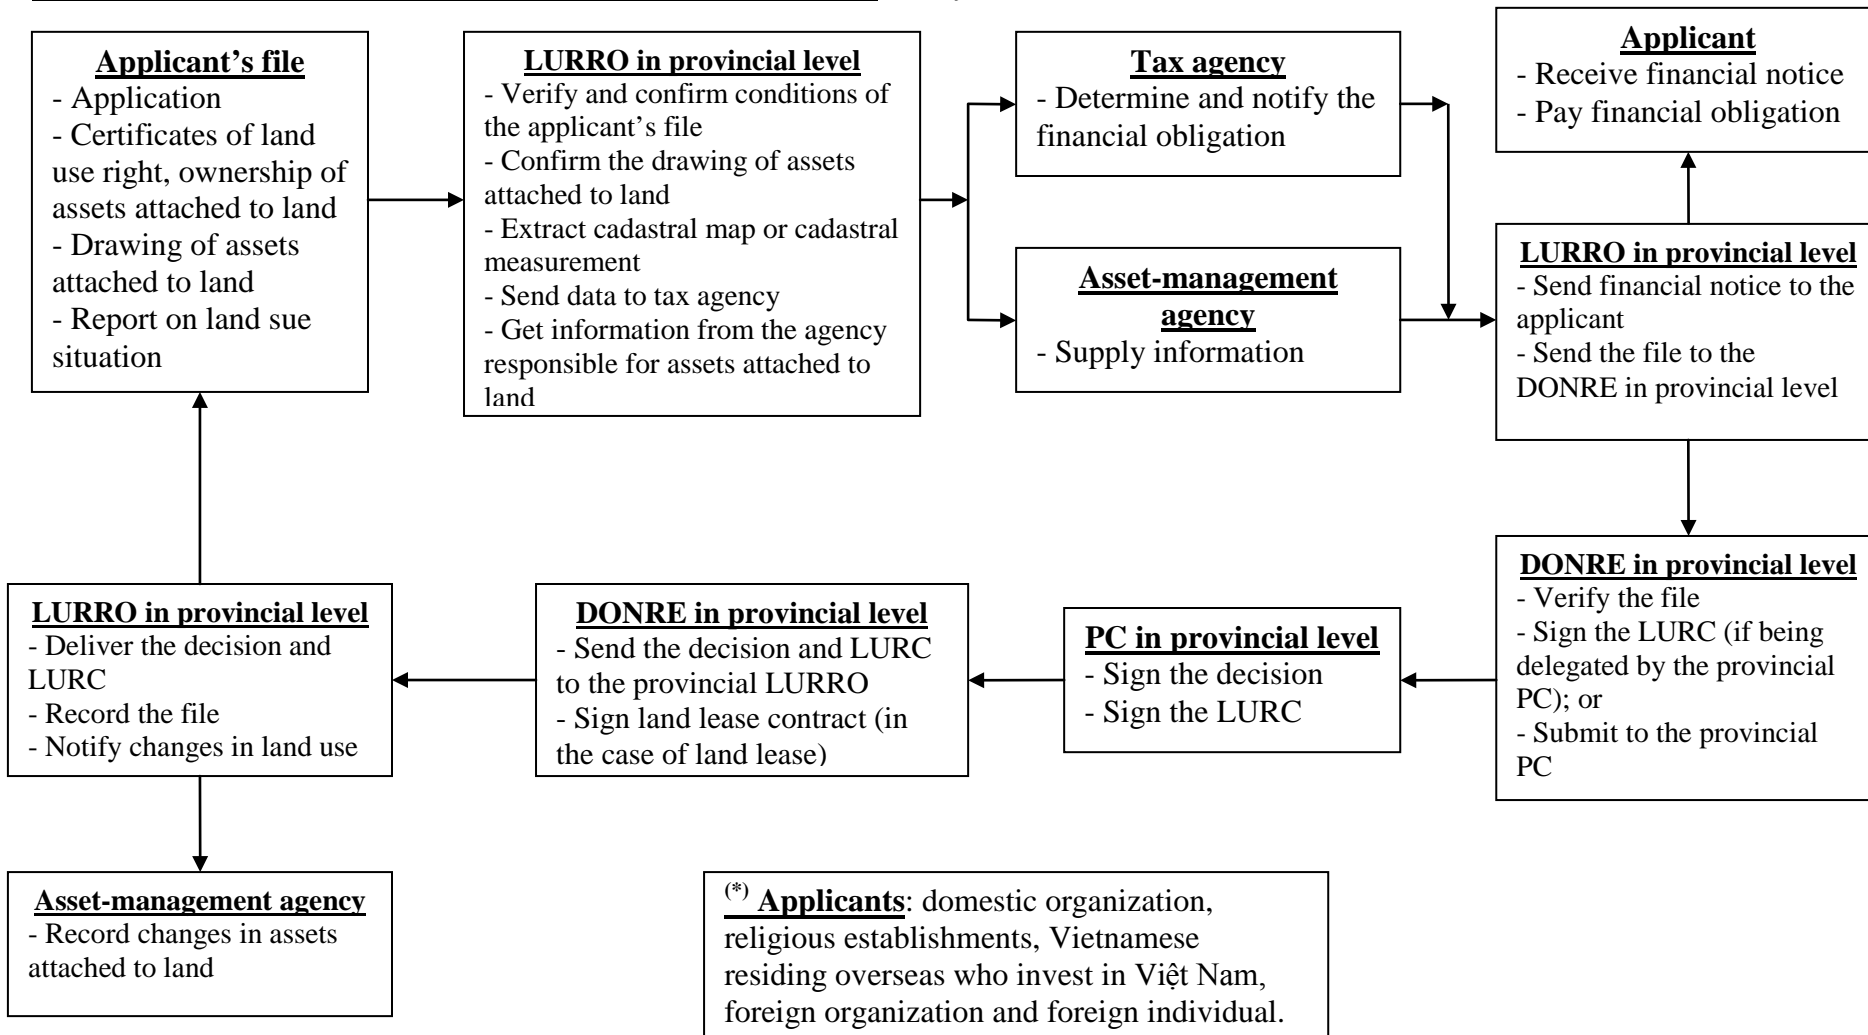 Applicant’s file
- Application
- Certificates of land
use right, ownership of
assets attached to land
- Drawing of assets
attached to land
- Report on land sue
situation
LURRO in provincial level
- Verify and confirm conditions of
the applicant’s file
- Confirm the drawing of assets
attached to land
- Extract cadastral map or cadastral
measurement
- Send data to tax agency
- Get information from the agency
responsible for assets attached to
land
Tax agency
- Determine and notify the
financial obligation
Asset-management
agency
- Supply information
Applicant
- Receive financial notice
- Pay financial obligation
LURRO in provincial level
- Send financial notice to the
applicant
- Send the file to the
DONRE in provincial level
DONRE in provincial level
- Verify the file
- Sign the LURC (if being
delegated by the provincial
PC); or
- Submit to the provincial
PC
PC in provincial level
- Sign the decision
- Sign the LURC
DONRE in provincial level
- Send the decision and LURC
to the provincial LURRO
- Sign land lease contract (in
the case of land lease)
LURRO in provincial level
- Deliver the decision and
LURC
- Record the file
- Notify changes in land use
Asset-management agency
- Record changes in assets
attached to land
(*) Applicants: domestic organization,
religious establishments, Vietnamese
residing overseas who invest in Việt Nam,
foreign organization and foreign individual.